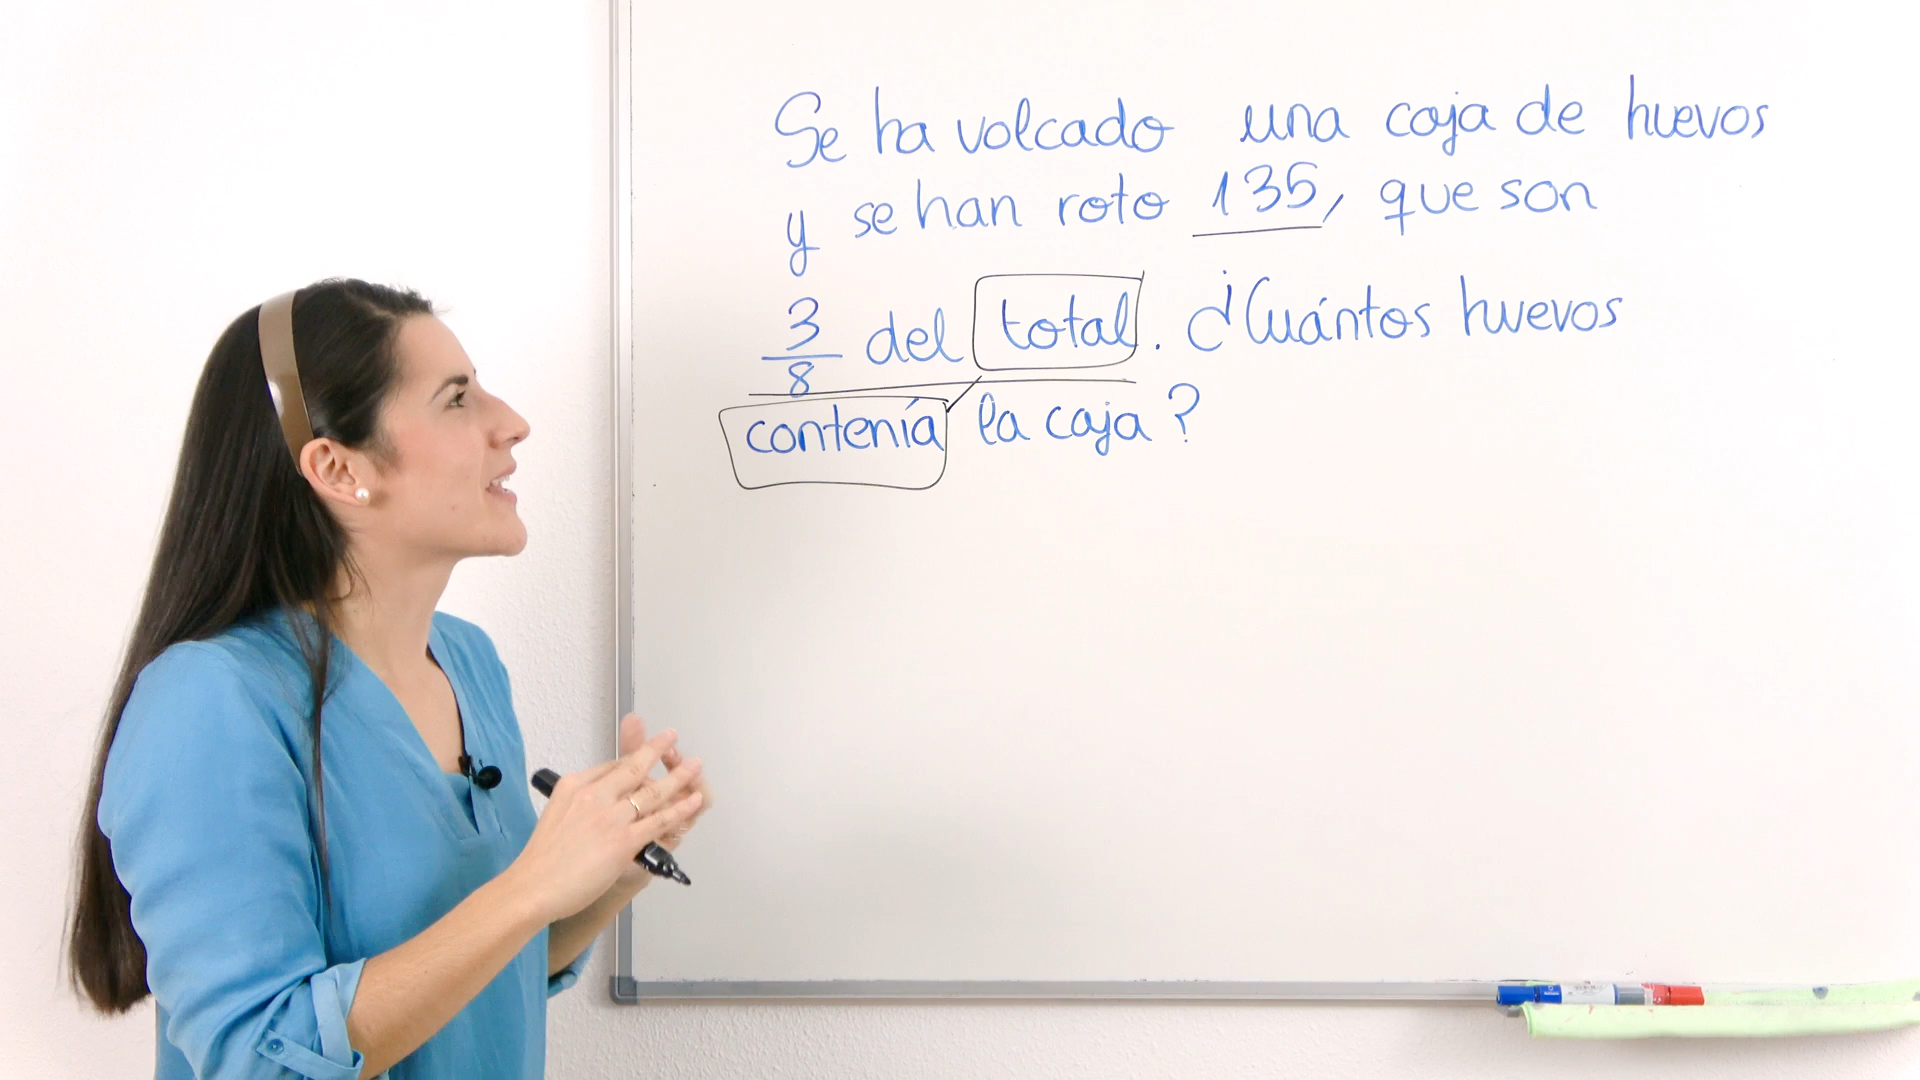 Se ha volcado una caja de huevos
y se han roto 135, que son
3/8 del total. ¿Cuántos huevos
contenía la caja?